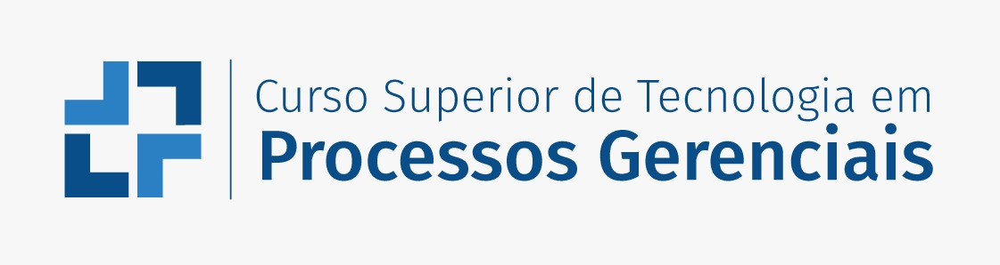 Curso Superior de Tecnologia em
Processos Gerenciais